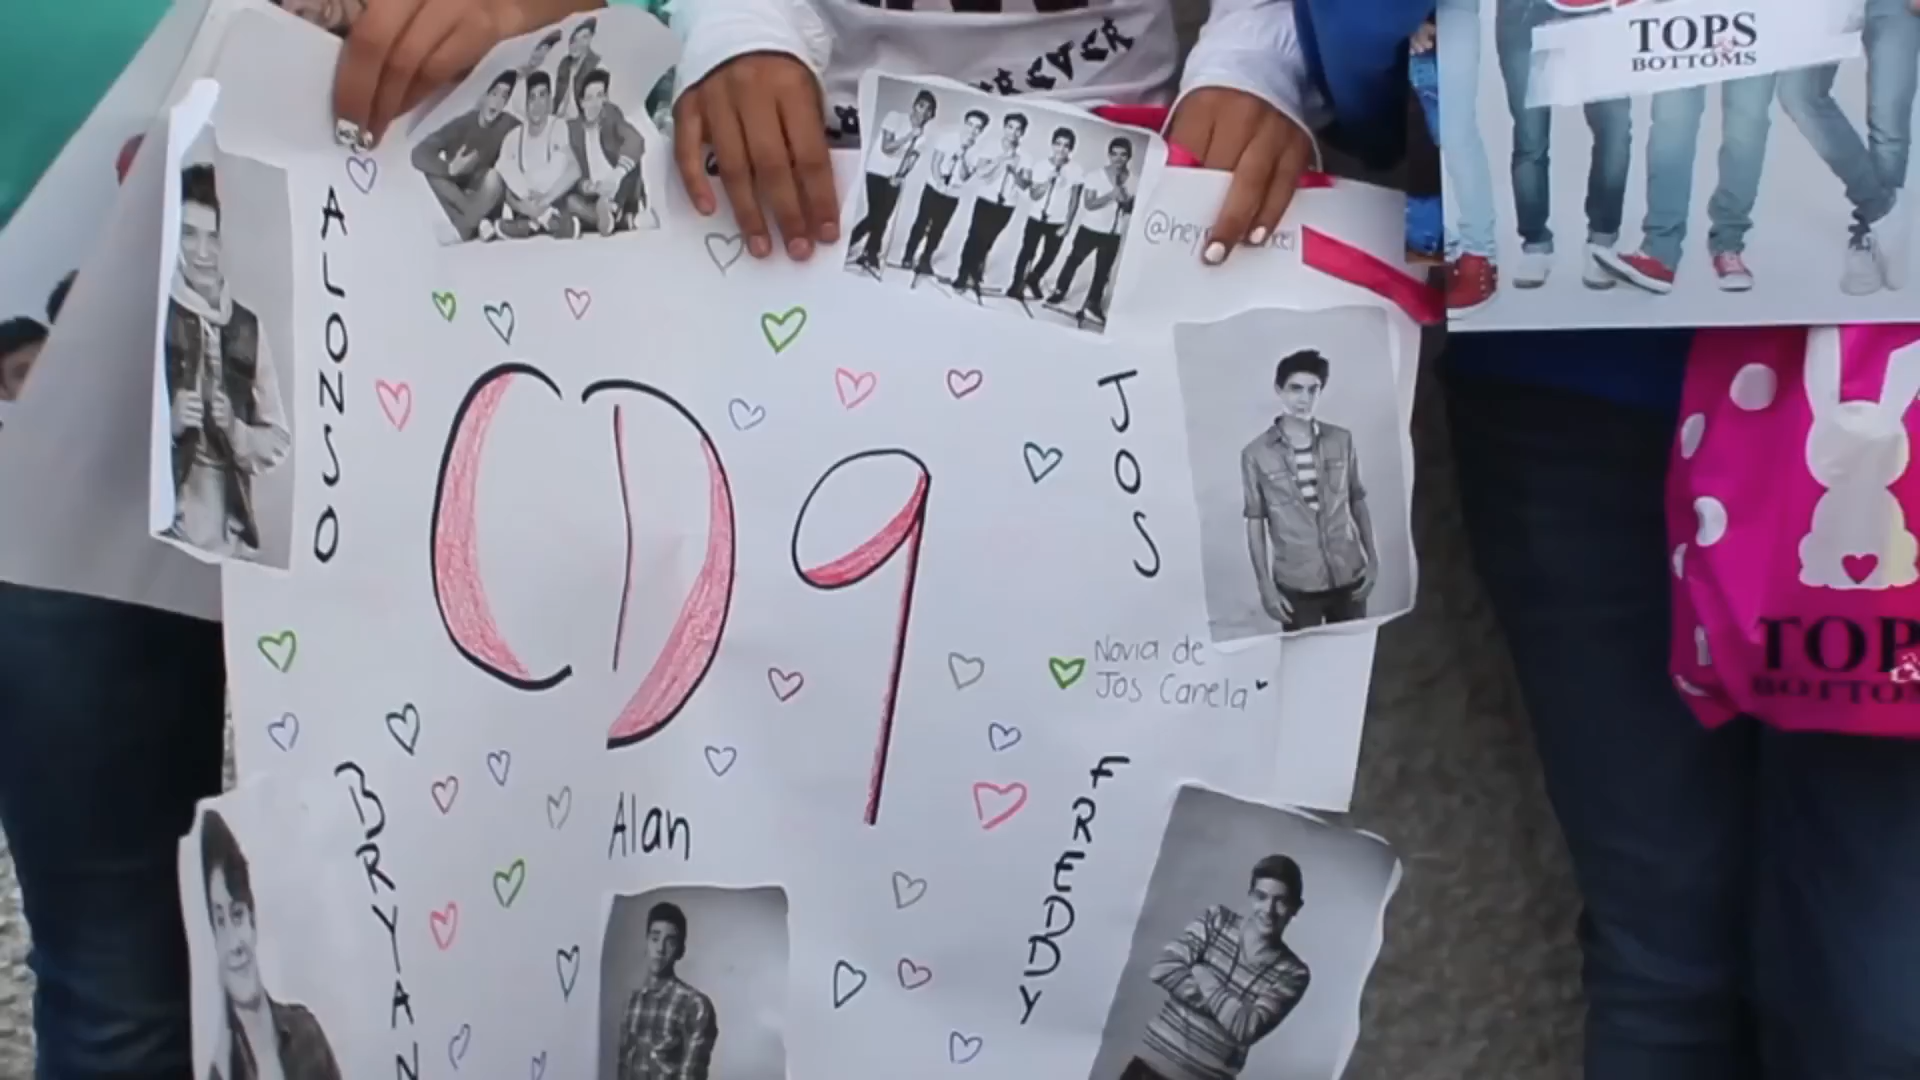 TOPS
BOTTOMS
ALONSO
CD9
JOS
Novia de
Jos Canela
BRYAN
Alan
FREDDY
TOPS